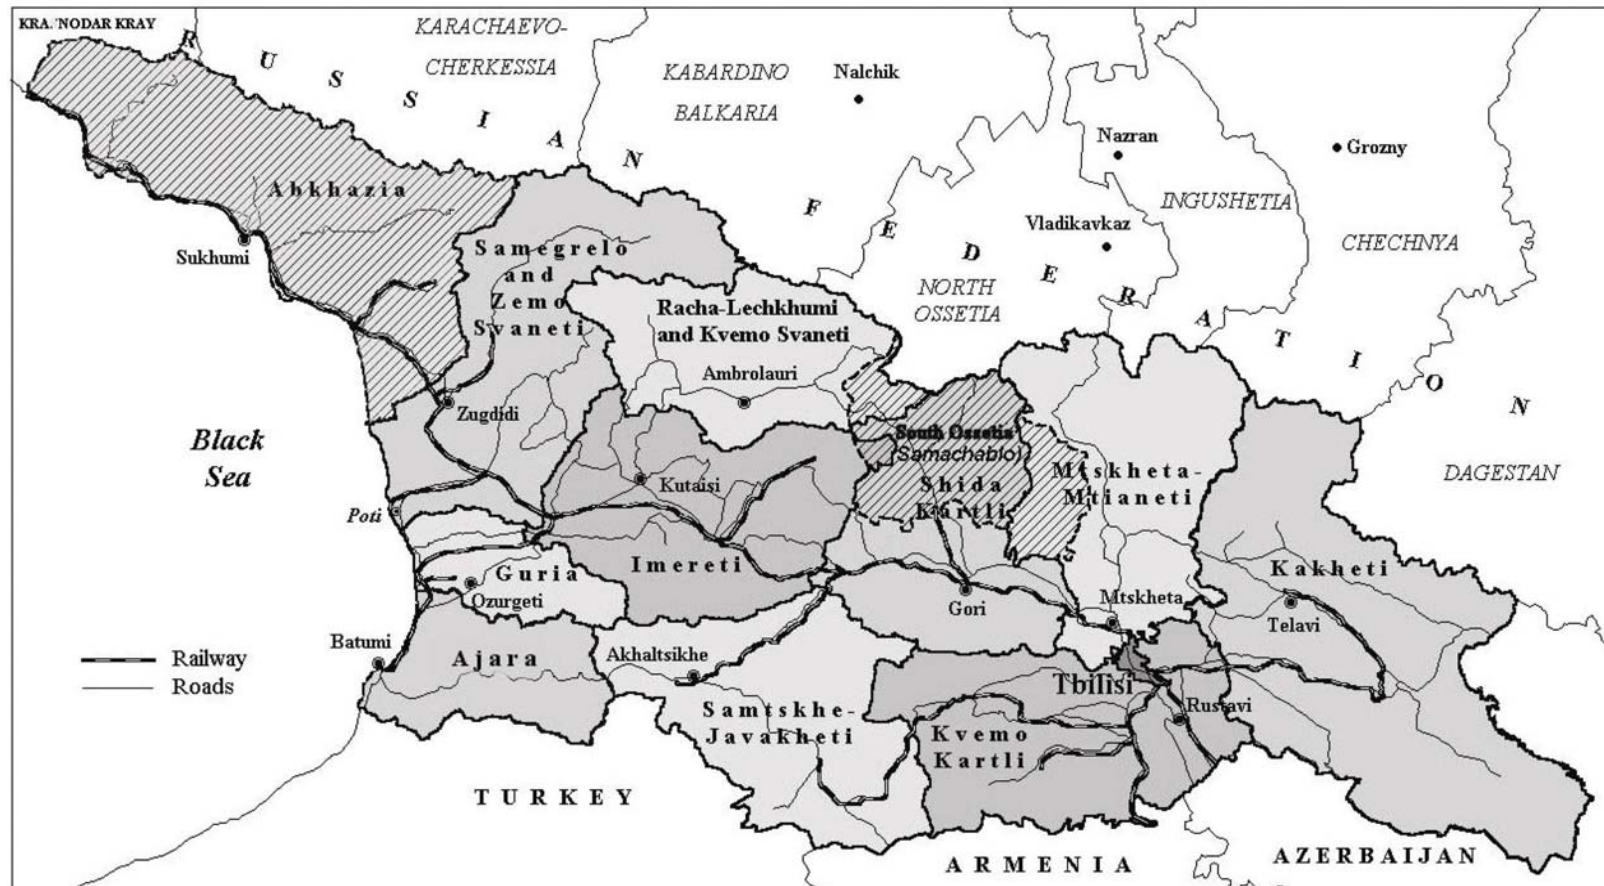 KRA. 'NODAR KRAY
RUSSIAN FEDERATION
KARACHAEVO-
CHERKESSIA
KABARDINO
BALKARIA
Nalchik
Nazran
Grozny
INGUSHETIA
Vladikavkaz
CHECHNYA
NORTH
OSSETIA
DAGESTAN
Abkhazia
Sukhumi
Samegrelo
and
Zemo
Svaneti
Racha-Lechkhumi
and Kvemo Svaneti
Ambrolauri
Zugdidi
Black
Sea
South Ossetia
(Samachablo)
Shida
Kartli
Mtskheta-
Mtianeti
Kutaisi
Poti
Imereti
Guria
Ozurgeti
Gori
Mtskheta
Kakheti
Telavi
Batumi
Ajara
Akhaltsikhe
Tbilisi
Rustavi
Samtskhe-
Javakheti
Kvemo
Kartli
Railway
Roads
TURKEY
ARMENIA
AZERBAIJAN